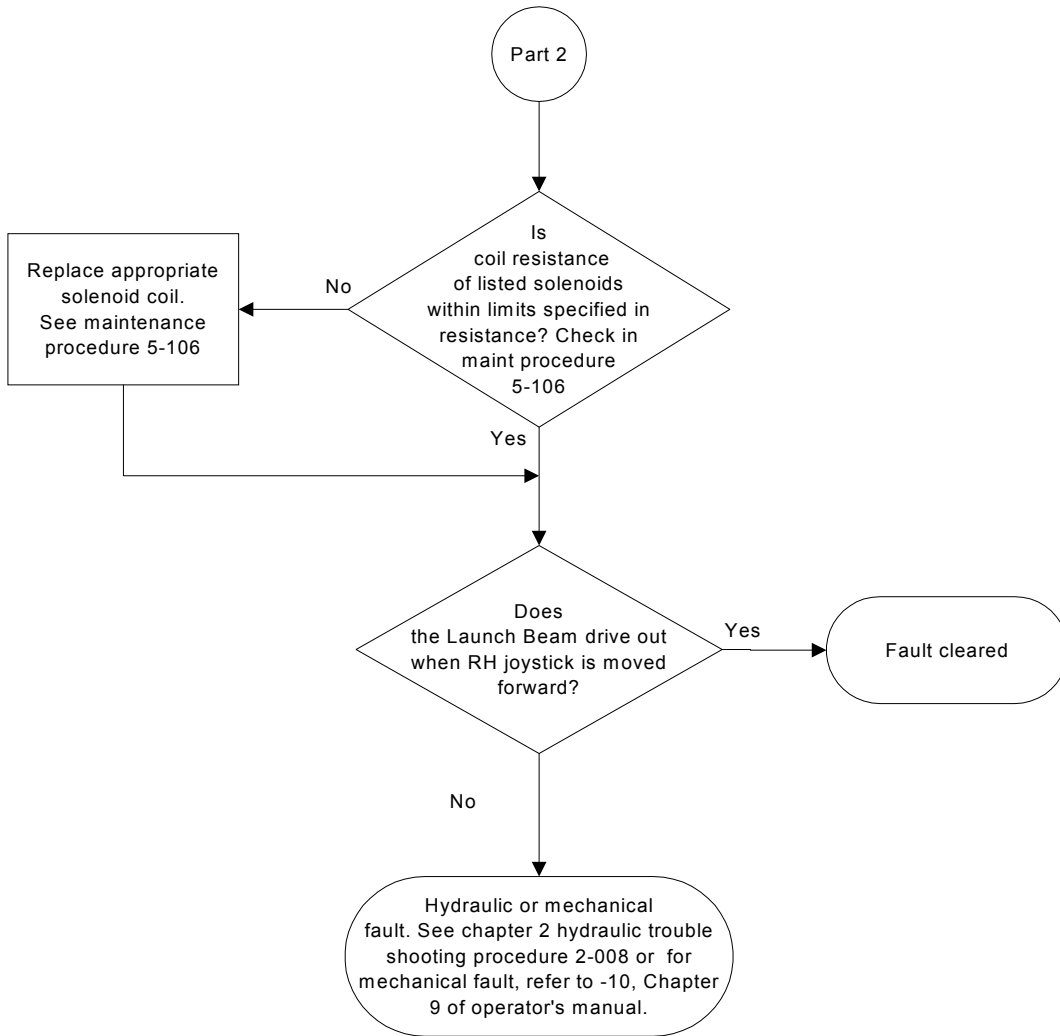 Part 2
Is
coil resistance
of listed solenoids
within limits specified in
resistance? Check in
maint procedure
5-106
No
Replace appropriate
solenoid coil.
See maintenance
procedure 5-106
Yes
Does
the Launch Beam drive out
when RH joystick is moved
forward?
Yes
Fault cleared
No
Hydraulic or mechanical
fault. See chapter 2 hydraulic trouble
shooting procedure 2-008 or for
mechanical fault, refer to -10, Chapter
9 of operator's manual.